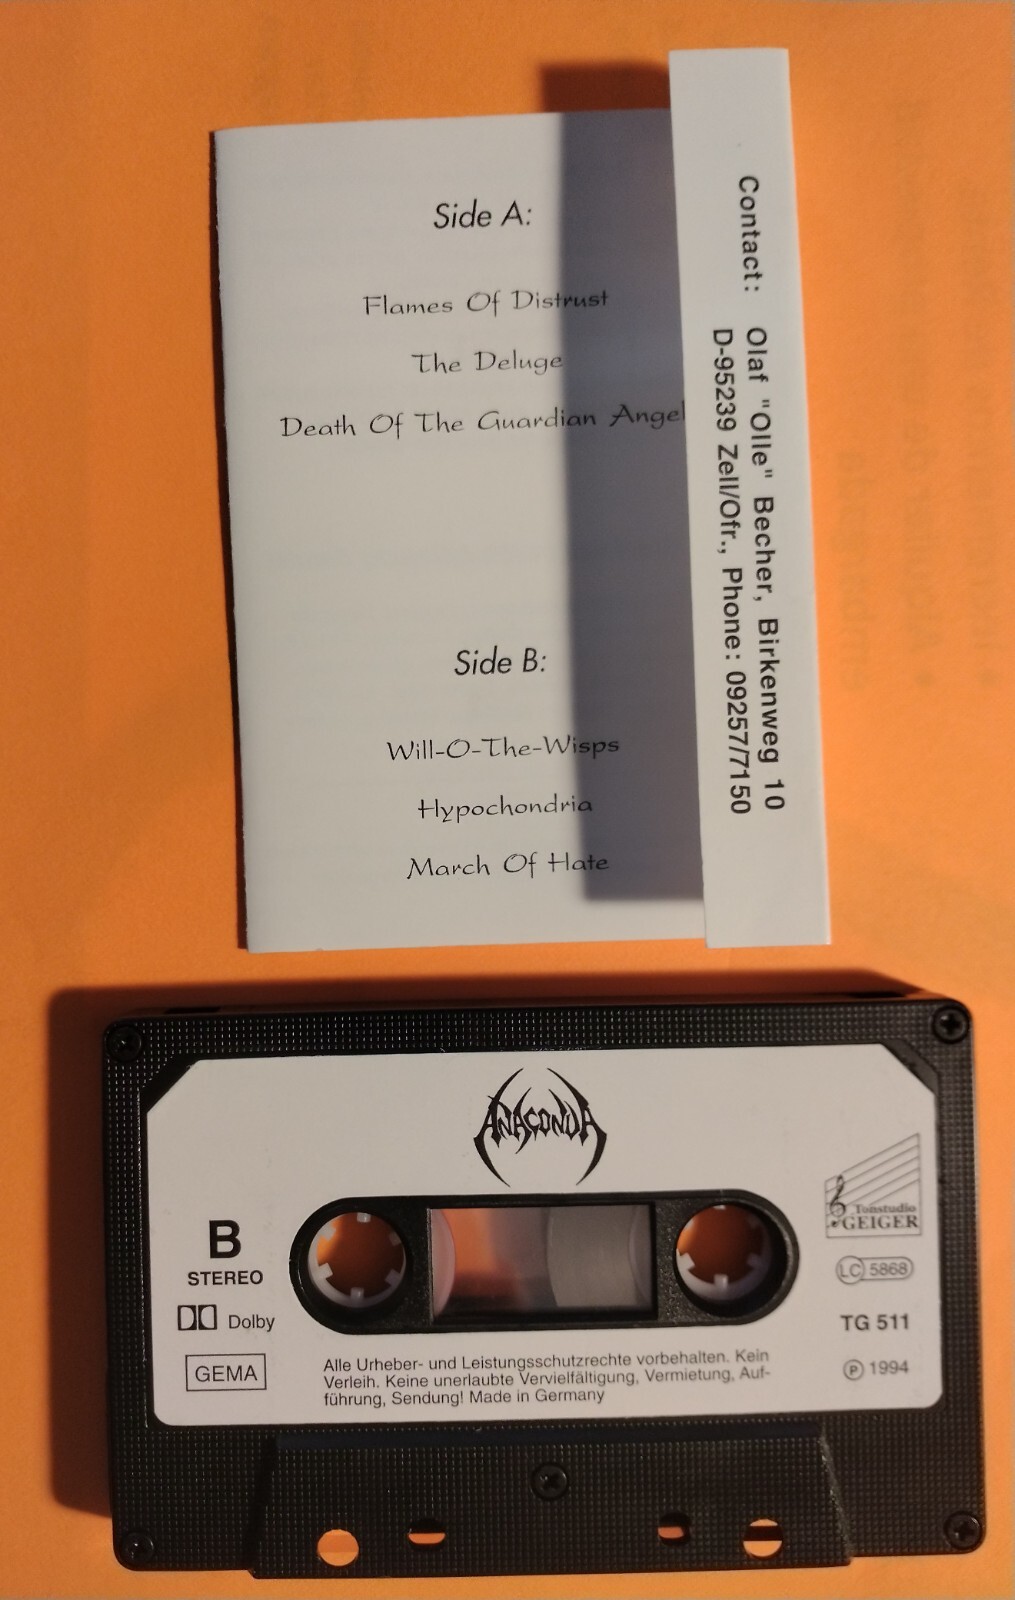 Side A:
Flames Of Distrust
The Deluge
Death Of The Guardian Angel
Side B:
Will-O-The-Wisps
Hypochondria
March Of Hate
Contact: Olaf "Olle" Becher, Birkenweg 10
D-95239 Zell/Ofr., Phone: 09257/7150
ANACONDA
Tonstudio
GEIGER
B
STEREO
Dolby
GEMA
LC 5868
TG 511
℗ 1994
Alle Urheber- und Leistungsschutzrechte vorbehalten. Kein
Verleih. Keine unerlaubte Vervielfältigung, Vermietung, Auf-
führung, Sendung! Made in Germany